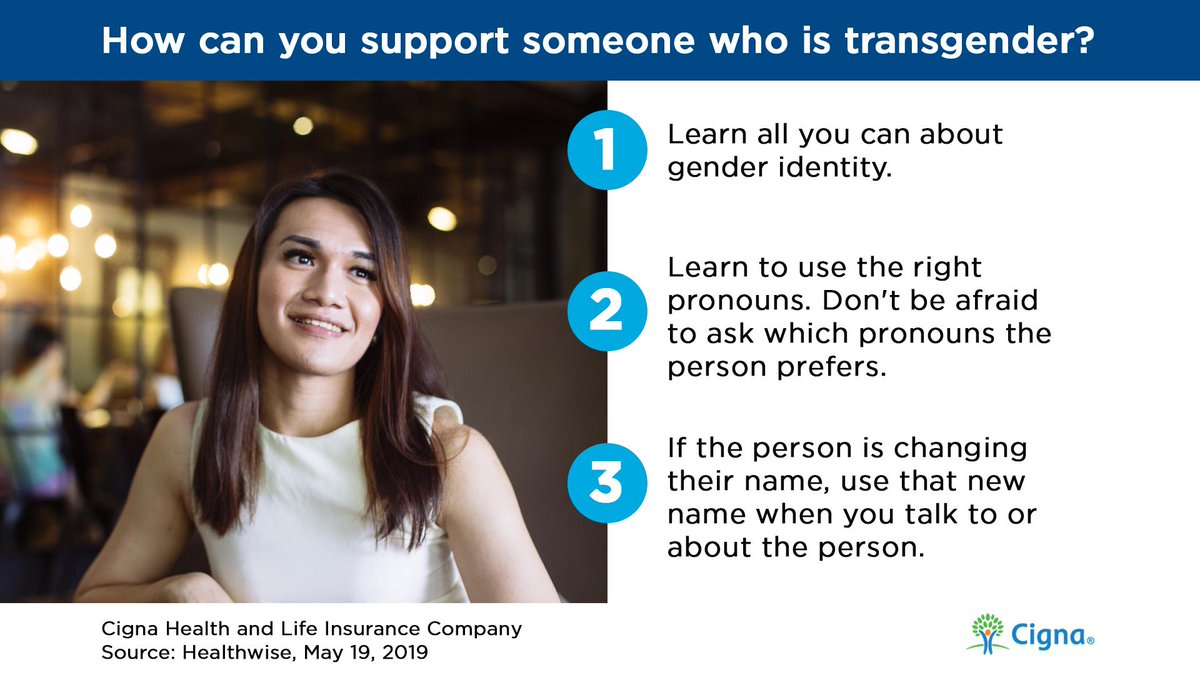 How can you support someone who is transgender?
1
Learn all you can about
gender identity.
2
Learn to use the right
pronouns. Don't be afraid
to ask which pronouns the
person prefers.
3
If the person is changing
their name, use that new
name when you talk to or
about the person.
Cigna Health and Life Insurance Company
Source: Healthwise, May 19, 2019
Cigna®